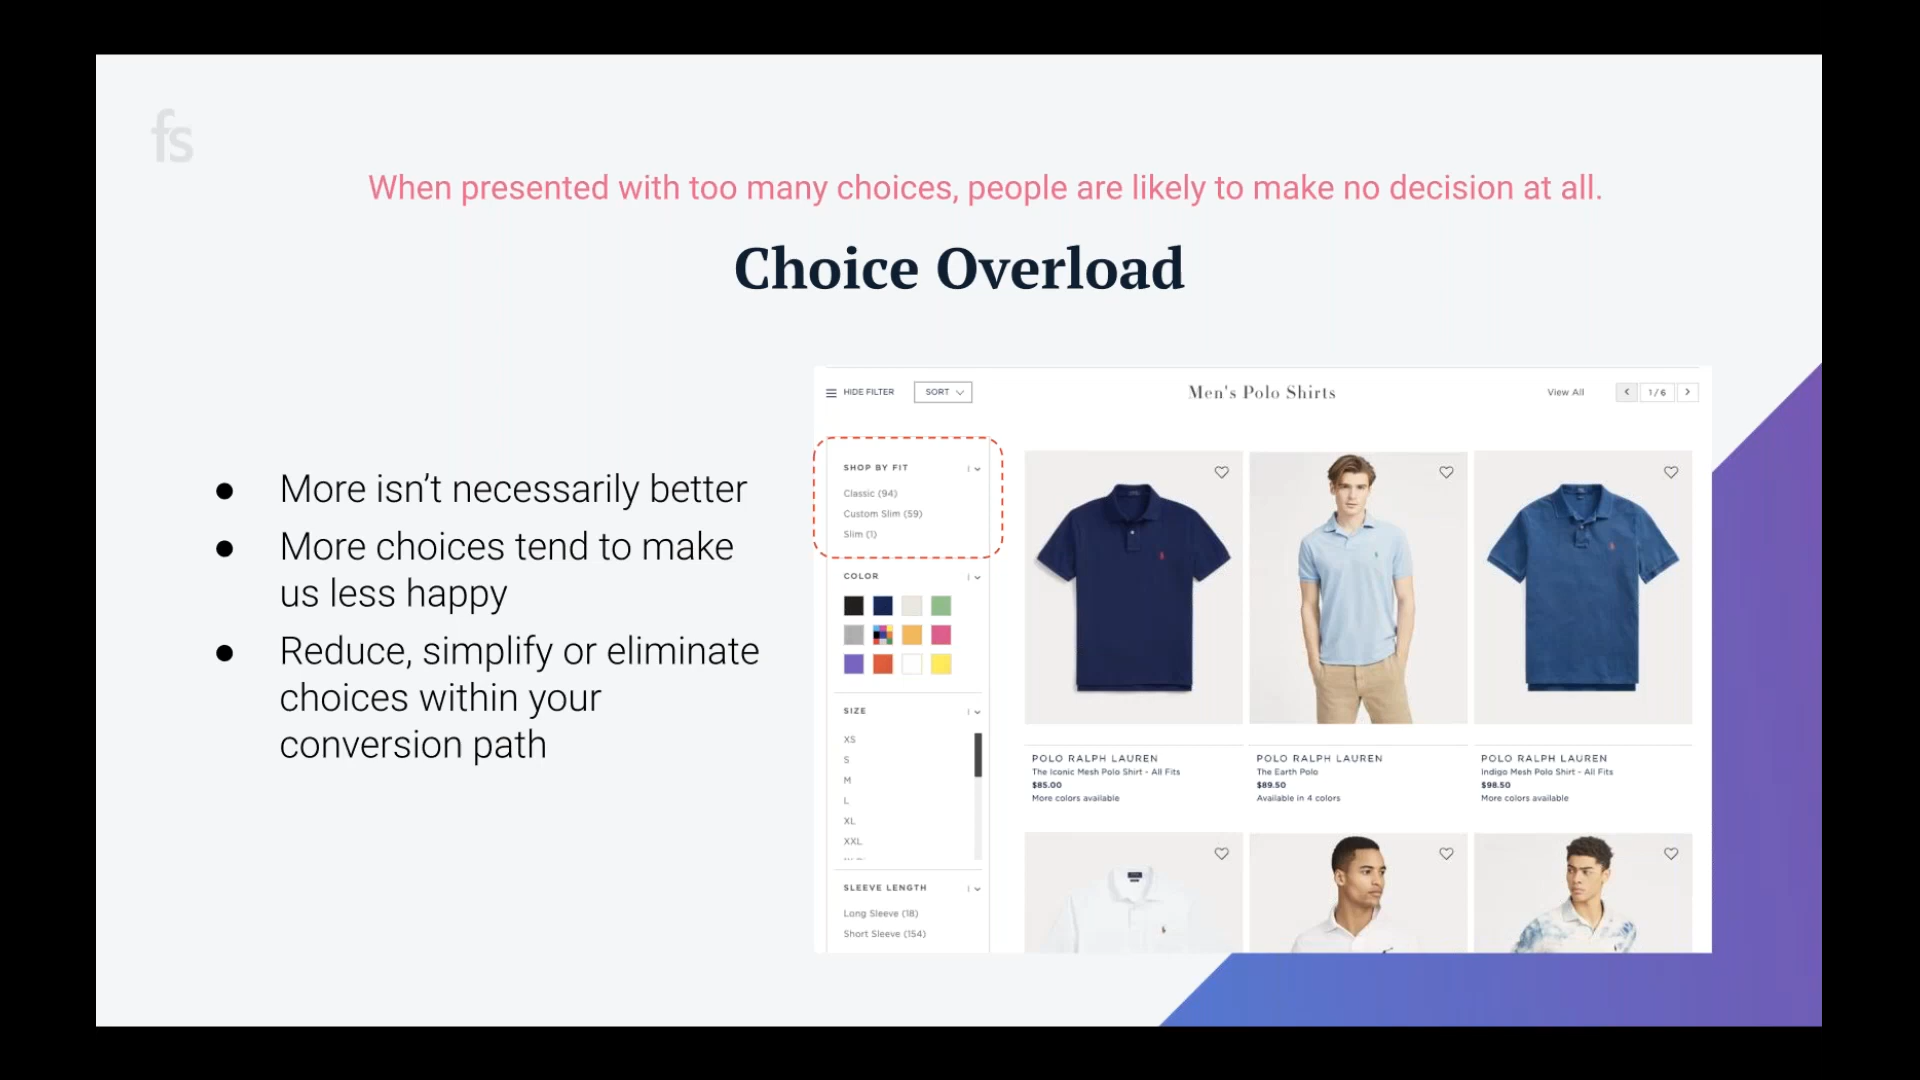 fs
When presented with too many choices, people are likely to make no decision at all.
Choice Overload
● More isn’t necessarily better
● More choices tend to make
us less happy
● Reduce, simplify or eliminate
choices within your
conversion path
HIDE FILTER
SORT
Men's Polo Shirts
View All
1/6
SHOP BY FIT
Classic (94)
Custom Slim (59)
Slim (1)
COLOR
SIZE
XS
S
M
L
XL
XXL
SLEEVE LENGTH
Long Sleeve (18)
Short Sleeve (154)
POLO RALPH LAUREN
The Iconic Mesh Polo Shirt - All Fits
$85.00
More colors available
POLO RALPH LAUREN
The Earth Polo
$89.50
Available in 4 colors
POLO RALPH LAUREN
Indigo Mesh Polo Shirt - All Fits
$98.50
More colors available